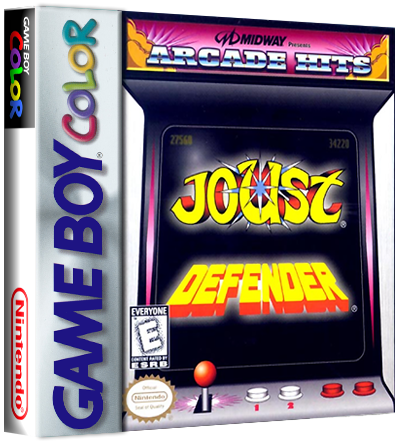 GAME BOY
COLOR
Nintendo
GAME BOY COLOR
MIDWAY Presents
ARCADE HITS
27560
34220
JOUST
DEFENDER
EVERYONE
E
CONTENT RATED BY
ESRB
Official
Nintendo
Seal of Quality
1 2